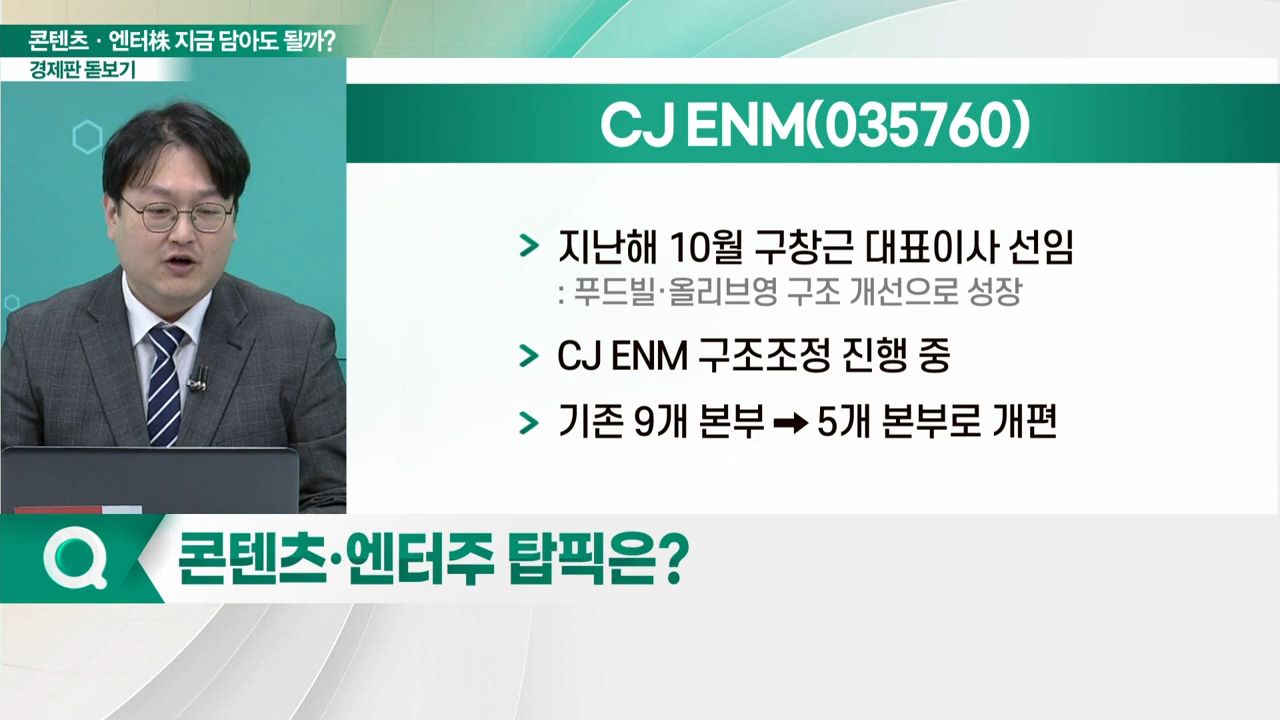 콘텐츠 · 엔터株 지금 담아도 될까?
경제판 돋보기
CJ ENM(035760)
> 지난해 10월 구창근 대표이사 선임
: 푸드빌·올리브영 구조 개선으로 성장
> CJ ENM 구조조정 진행 중
> 기존 9개 본부 ➡ 5개 본부로 개편
Q 콘텐츠·엔터주 탑픽은?